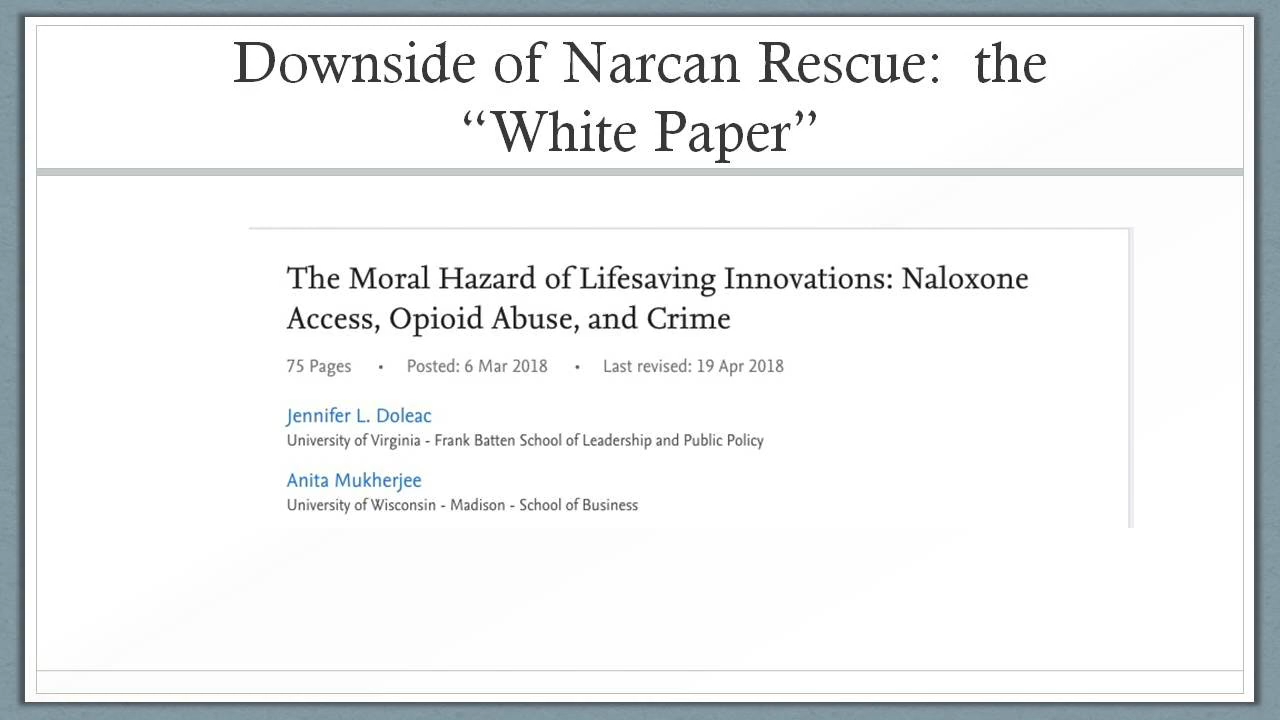 Downside of Narcan Rescue:  the
“White Paper”
The Moral Hazard of Lifesaving Innovations: Naloxone
Access, Opioid Abuse, and Crime
75 Pages • Posted: 6 Mar 2018 • Last revised: 19 Apr 2018
Jennifer L. Doleac
University of Virginia - Frank Batten School of Leadership and Public Policy
Anita Mukherjee
University of Wisconsin - Madison - School of Business